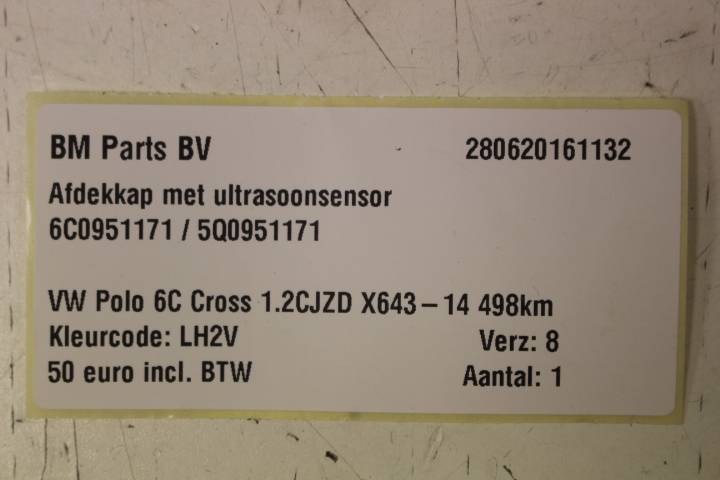 BM Parts BV 280620161132
Afdekkap met ultrasoonsensor
6C0951171 / 5Q0951171
VW Polo 6C Cross 1.2CJZD X643 – 14 498km
Kleurcode: LH2V Verz: 8
50 euro incl. BTW Aantal: 1